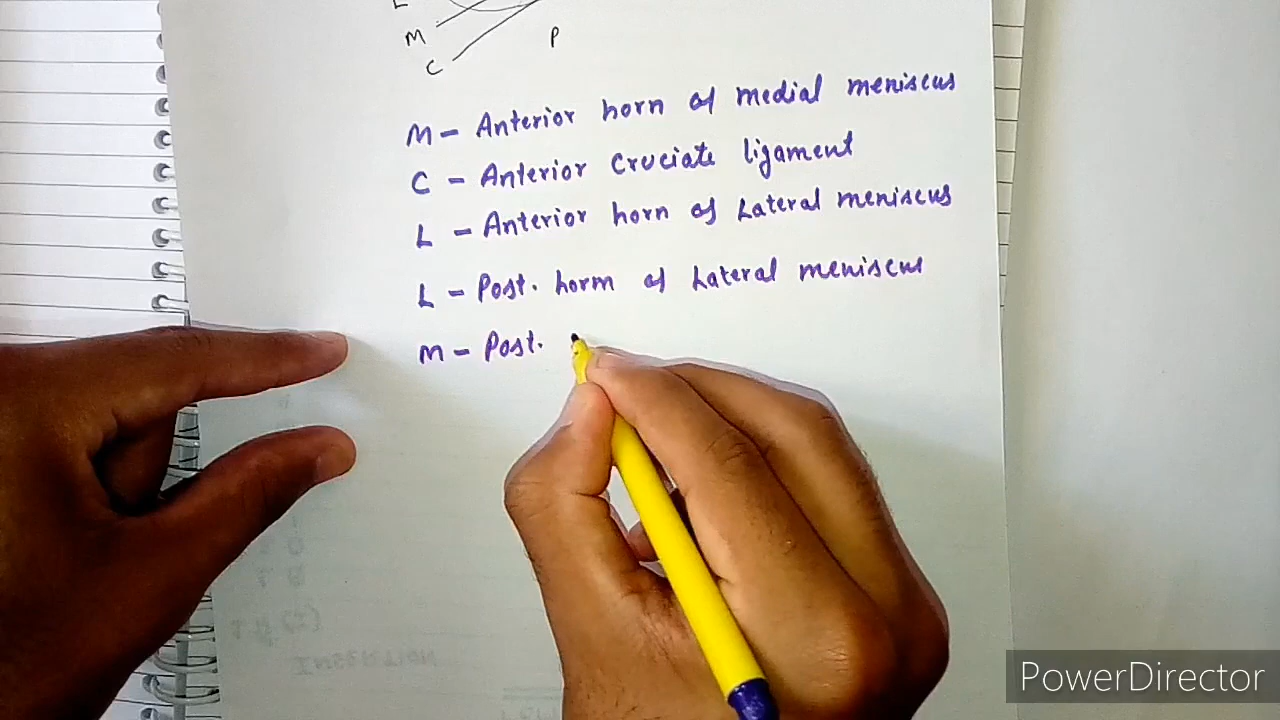 L
M
C
P
M - Anterior horn of medial meniscus
C - Anterior cruciate ligament
L - Anterior horn of Lateral meniscus
L - Post. horm of Lateral meniscus
M - Post.
PowerDirector